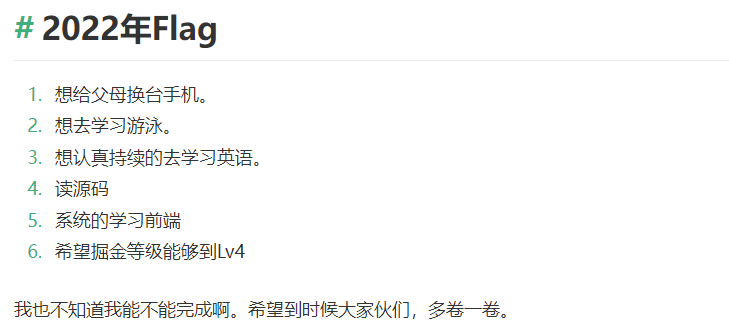 # 2022年Flag
1. 想给父母换台手机。
2. 想去学习游泳。
3. 想认真持续的去学习英语。
4. 读源码
5. 系统的学习前端
6. 希望掘金等级能够到Lv4
我也不知道我能不能完成啊。希望到时候大家伙们，多卷一卷。